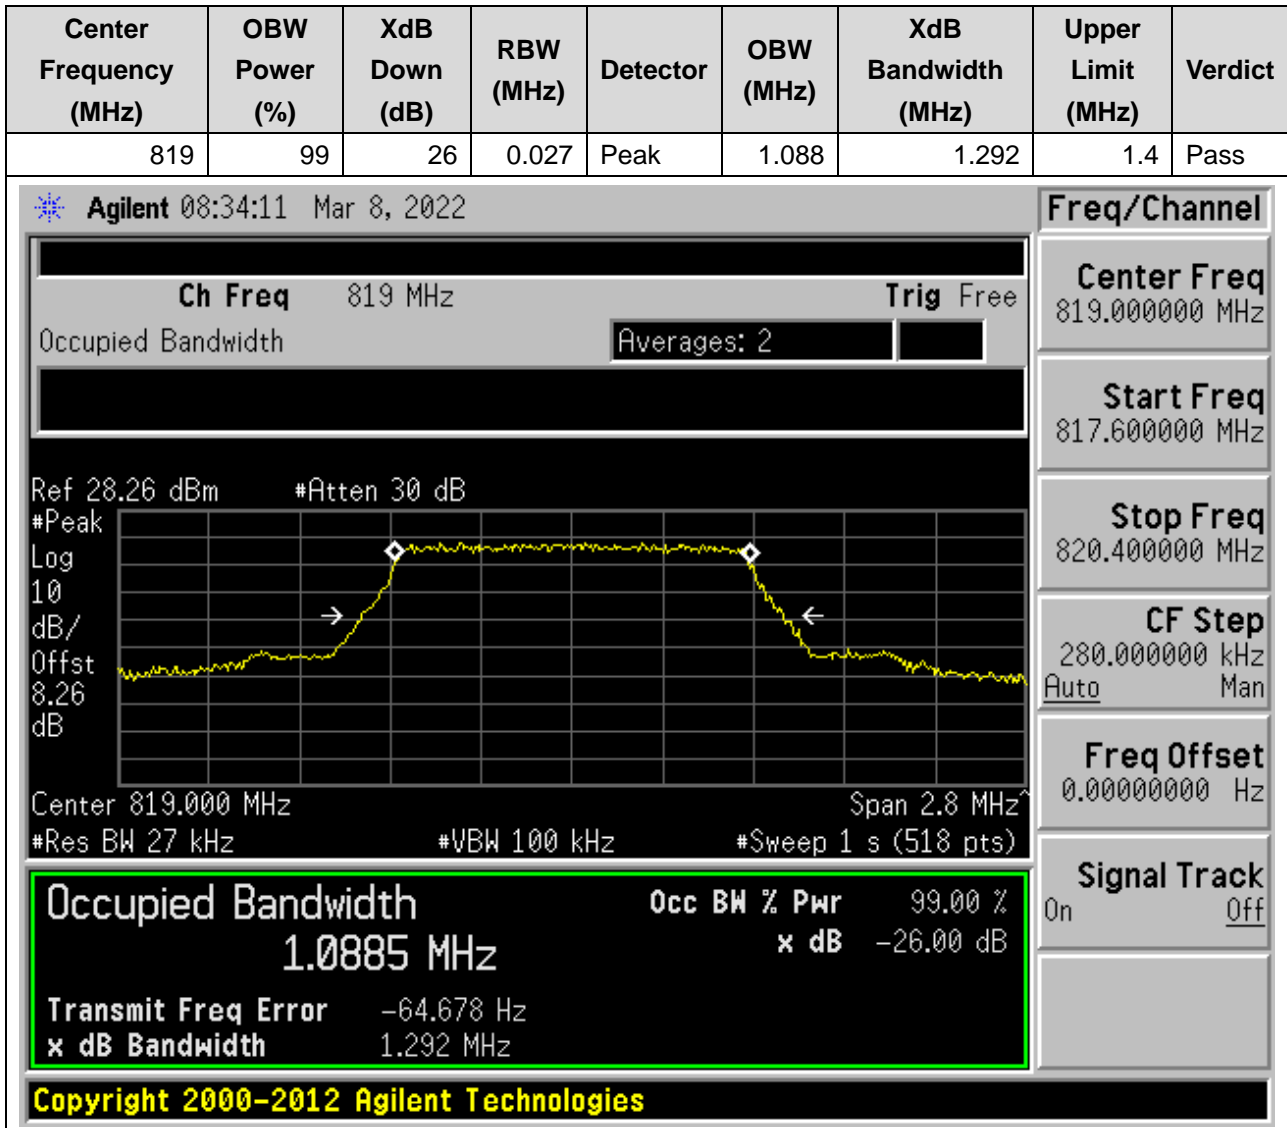 Center Frequency (MHz) OBW Power (%) XdB Down (dB) RBW (MHz) Detector OBW (MHz) XdB Bandwidth (MHz) Upper Limit (MHz) Verdict
819 99 26 0.027 Peak 1.088 1.292 1.4 Pass
Agilent 08:34:11 Mar 8, 2022
Freq/Channel
Ch Freq 819 MHz Trig Free
Occupied Bandwidth Averages: 2
Center Freq
819.000000 MHz
Start Freq
817.600000 MHz
Stop Freq
820.400000 MHz
CF Step
280.000000 kHz
Auto Man
Freq Offset
0.00000000 Hz
Signal Track
On Off
Ref 28.26 dBm #Atten 30 dB
#Peak
Log
10
dB/
Offst
8.26
dB
Center 819.000 MHz Span 2.8 MHz^
#Res BW 27 kHz #VBW 100 kHz #Sweep 1 s (518 pts)
Occupied Bandwidth Occ BW % Pwr 99.00 %
1.0885 MHz x dB -26.00 dB
Transmit Freq Error -64.678 Hz
x dB Bandwidth 1.292 MHz
Copyright 2000-2012 Agilent Technologies